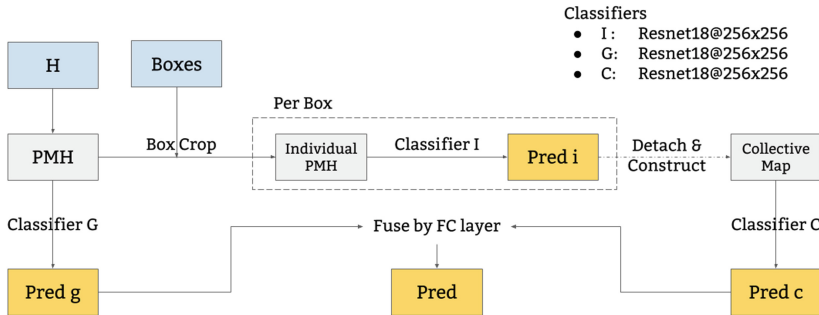 Classifiers
● I : Resnet18@256x256
● G: Resnet18@256x256
● C: Resnet18@256x256
H
Boxes
Per Box
PMH
Box Crop
Individual
PMH
Classifier I
Pred i
Detach &
Construct
Collective
Map
Classifier G
Fuse by FC layer
Classifier C
Pred g
Pred
Pred c